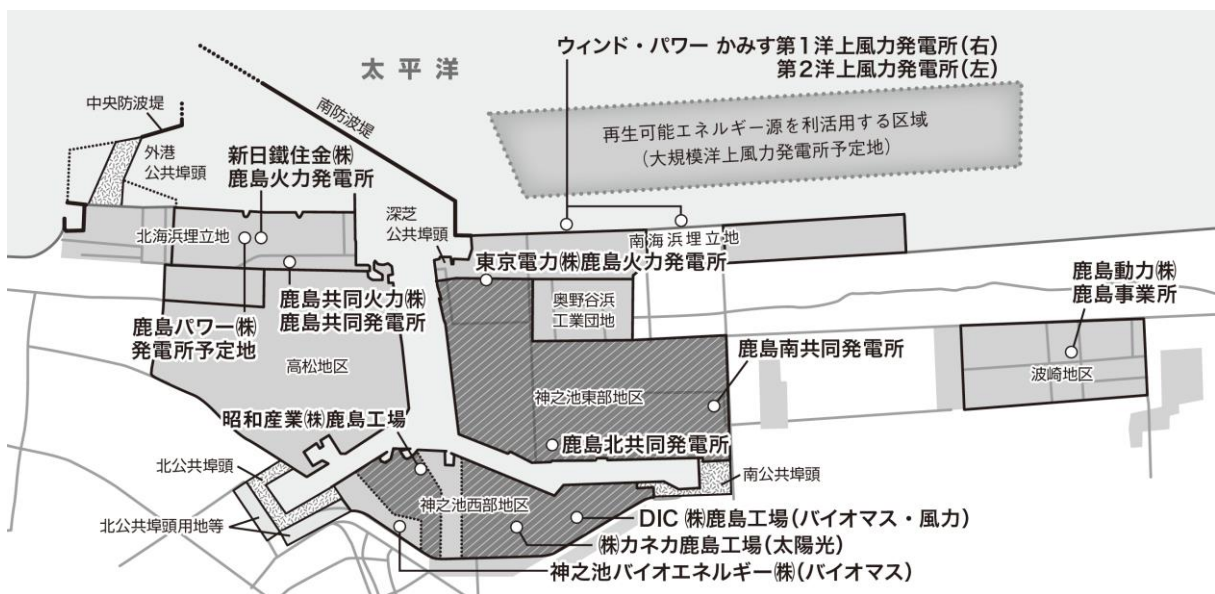 ウィンド・パワー かみす第1洋上風力発電所(右)
第2洋上風力発電所(左)
太平洋
中央防波堤
南防波堤
再生可能エネルギー源を利活用する区域
(大規模洋上風力発電所予定地)
外港
公共埠頭
新日鐵住金㈱
鹿島火力発電所
深芝
公共埠頭
北海浜埋立地
南海浜埋立地
東京電力㈱鹿島火力発電所
鹿島動力㈱
鹿島事業所
鹿島共同火力㈱
鹿島共同発電所
奥野谷浜
工業団地
鹿島パワー㈱
発電所予定地
鹿島南共同発電所
高松地区
波崎地区
神之池東部地区
昭和産業㈱鹿島工場
鹿島北共同発電所
北公共埠頭
南公共埠頭
神之池西部地区
北公共埠頭用地等
DIC ㈱鹿島工場(バイオマス・風力)
㈱カネカ鹿島工場(太陽光)
神之池バイオエネルギー㈱(バイオマス)